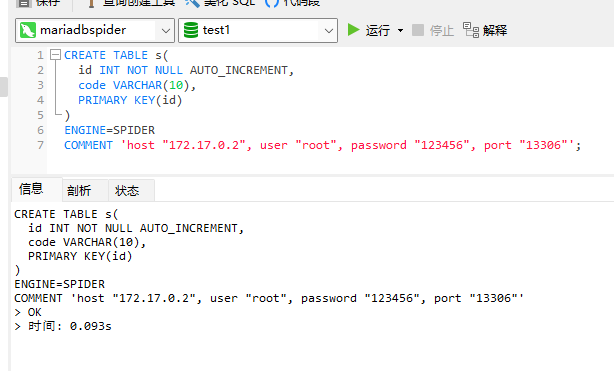 保存 查询创建工具 美化 SQL () 代码段
mariadbspider test1 运行 停止 解释
1 CREATE TABLE s(
2 id INT NOT NULL AUTO_INCREMENT,
3 code VARCHAR(10),
4 PRIMARY KEY(id)
5 )
6 ENGINE=SPIDER
7 COMMENT 'host "172.17.0.2", user "root", password "123456", port "13306"';
信息 剖析 状态
CREATE TABLE s(
id INT NOT NULL AUTO_INCREMENT,
code VARCHAR(10),
PRIMARY KEY(id)
)
ENGINE=SPIDER
COMMENT 'host "172.17.0.2", user "root", password "123456", port "13306"'
> OK
> 时间: 0.093s